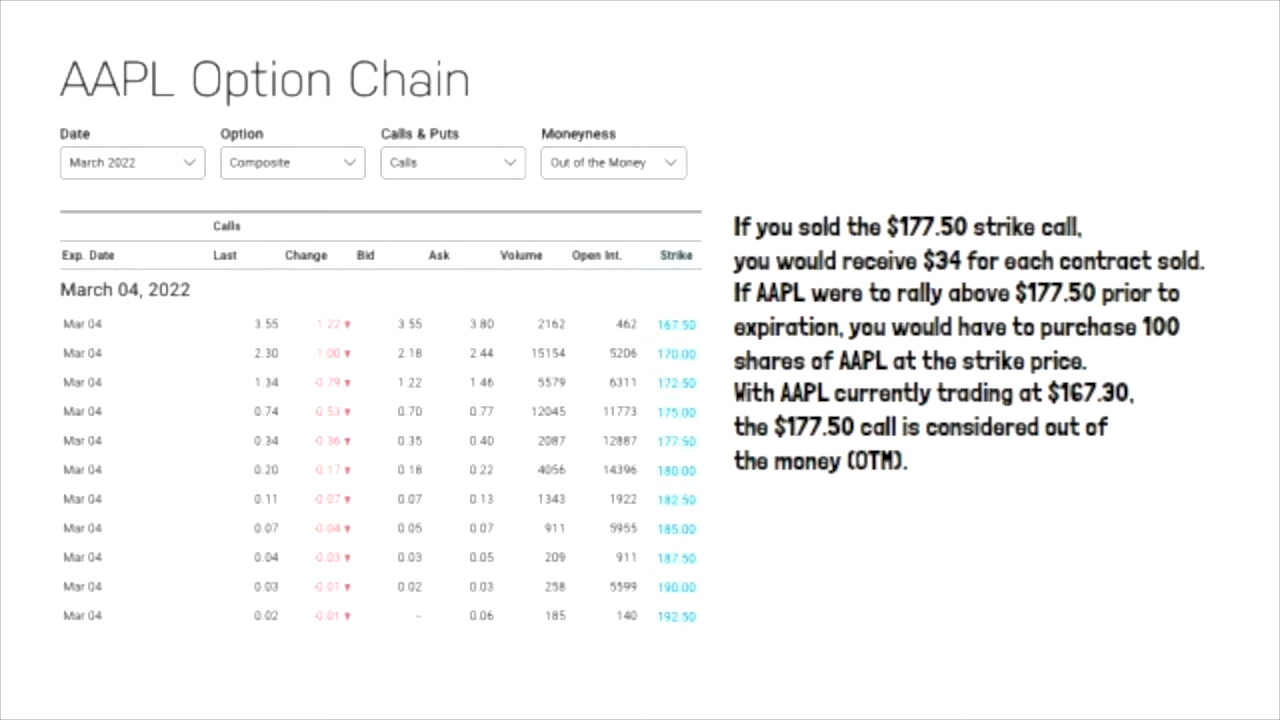 AAPL Option Chain
Date Option Calls & Puts Moneyness
March 2022 Composite Calls Out of the Money
Calls
Exp. Date Last Change Bid Ask Volume Open Int. Strike
March 04, 2022
Mar 04 3.55 -1.22 ▼ 3.55 3.80 2162 462 167.50
Mar 04 2.30 -1.00 ▼ 2.18 2.44 15154 5206 170.00
Mar 04 1.34 -0.79 ▼ 1.22 1.46 5579 6311 172.50
Mar 04 0.74 -0.53 ▼ 0.70 0.77 12045 11773 175.00
Mar 04 0.34 -0.36 ▼ 0.35 0.40 2087 12887 177.50
Mar 04 0.20 -0.17 ▼ 0.18 0.22 4056 14396 180.00
Mar 04 0.11 -0.07 ▼ 0.07 0.13 1343 1922 182.50
Mar 04 0.07 -0.04 ▼ 0.05 0.07 911 5955 185.00
Mar 04 0.04 -0.03 ▼ 0.03 0.05 209 911 187.50
Mar 04 0.03 -0.01 ▼ 0.02 0.03 258 5599 190.00
Mar 04 0.02 -0.01 ▼ – 0.06 185 140 192.50
If you sold the $177.50 strike call,
you would receive $34 for each contract sold.
If AAPL were to rally above $177.50 prior to
expiration, you would have to purchase 100
shares of AAPL at the strike price.
With AAPL currently trading at $167.30,
the $177.50 call is considered out of
the money (OTM).